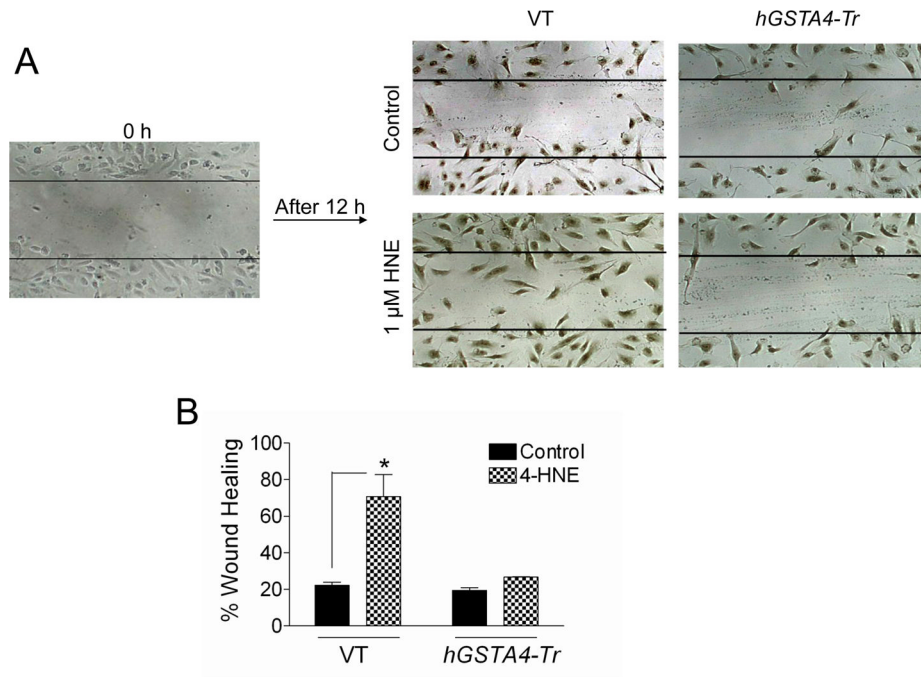 A
VT
hGSTA4-Tr
0 h
After 12 h
Control
1 µM HNE
B
% Wound Healing
100
80
60
40
20
0
*
Control
4-HNE
VT
hGSTA4-Tr